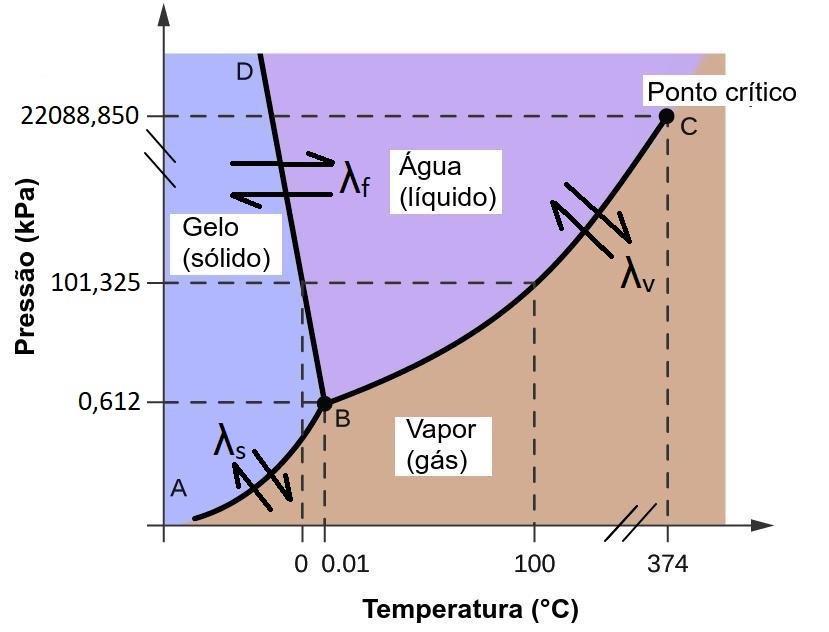 D
Ponto crítico
22088,850
C
Água
(líquido)
λf
Gelo
(sólido)
λv
Pressão (kPa)
101,325
0,612
B
λs
Vapor
(gás)
A
0
0.01
100
374
Temperatura (°C)